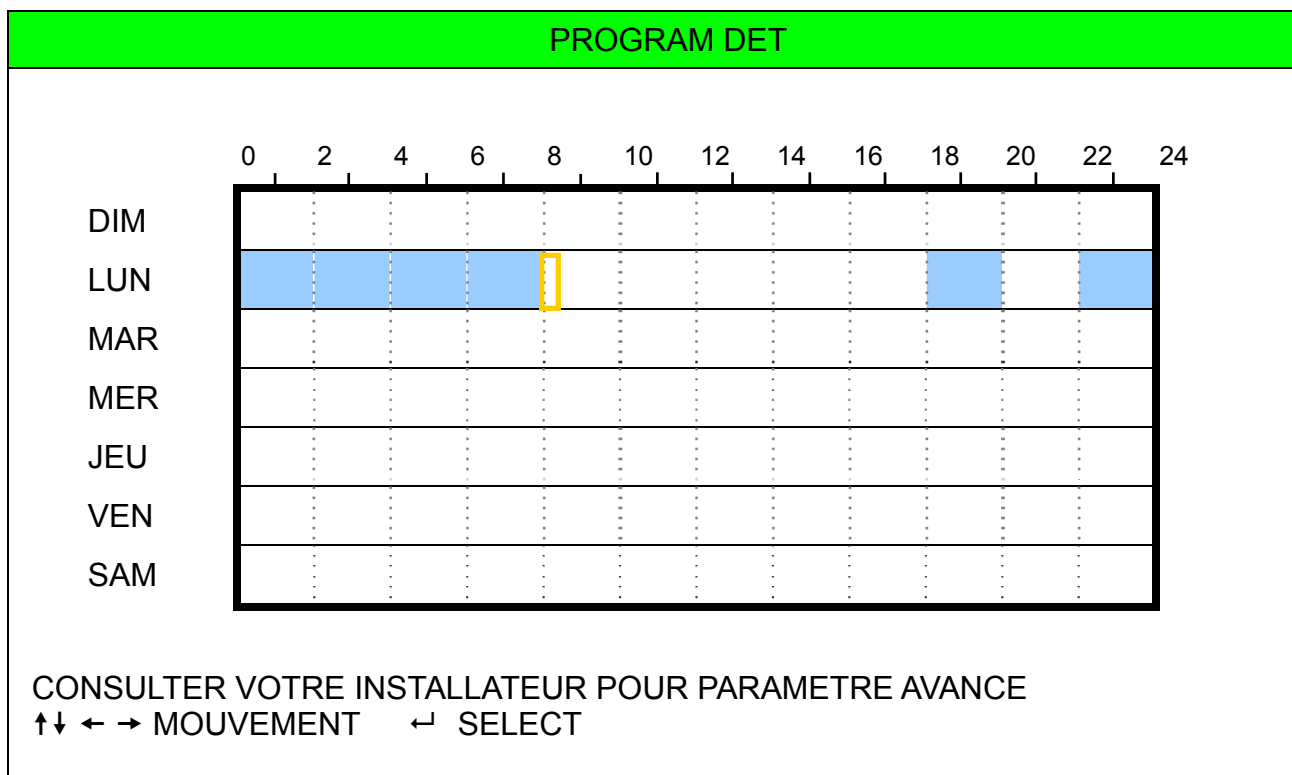 PROGRAM DET
0 2 4 6 8 10 12 14 16 18 20 22 24
DIM
LUN
MAR
MER
JEU
VEN
SAM
CONSULTER VOTRE INSTALLATEUR POUR PARAMETRE AVANCE
↑↓ ← → MOUVEMENT ↵ SELECT